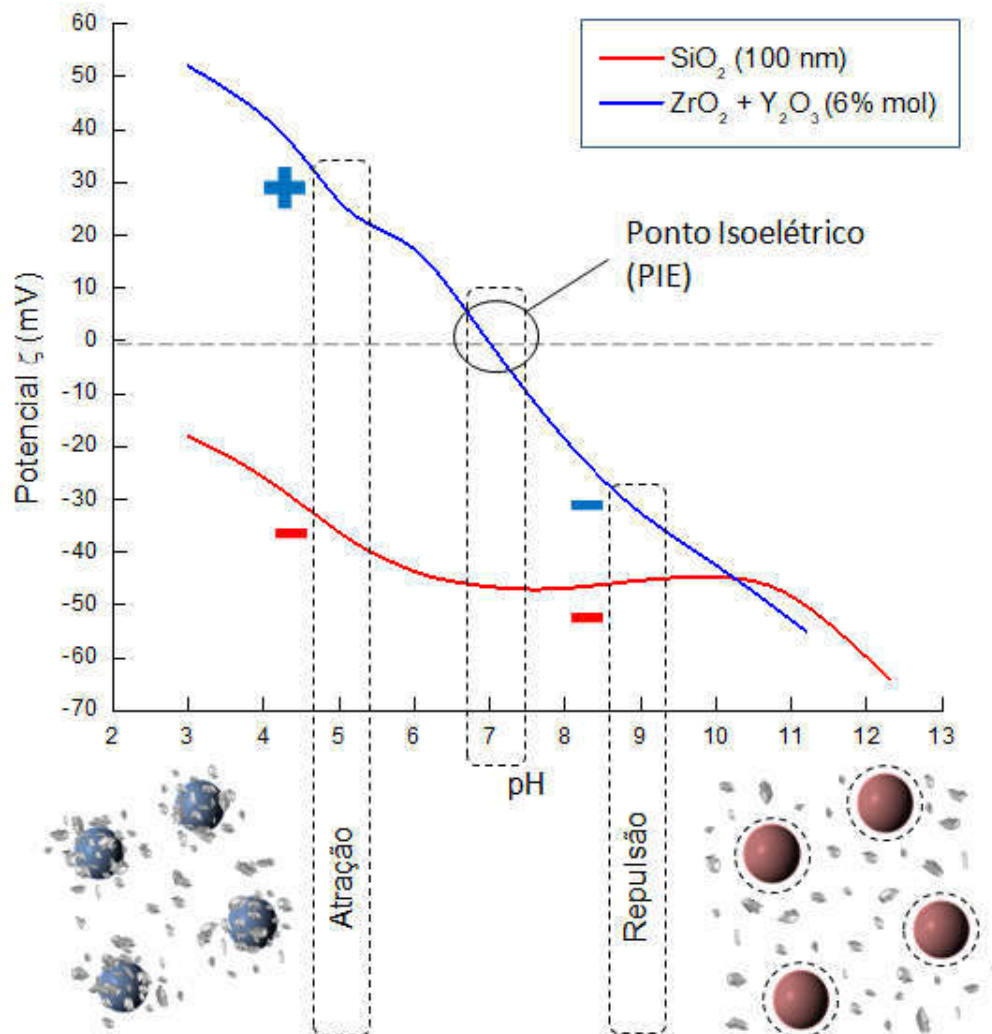 60
50
40
30
20
10
0
-10
-20
-30
-40
-50
-60
-70
Potencial ζ (mV)
SiO₂ (100 nm)
ZrO₂ + Y₂O₃ (6% mol)
Ponto Isoelétrico
(PIE)
2 3 4 5 6 7 8 9 10 11 12 13
pH
Atração
Repulsão